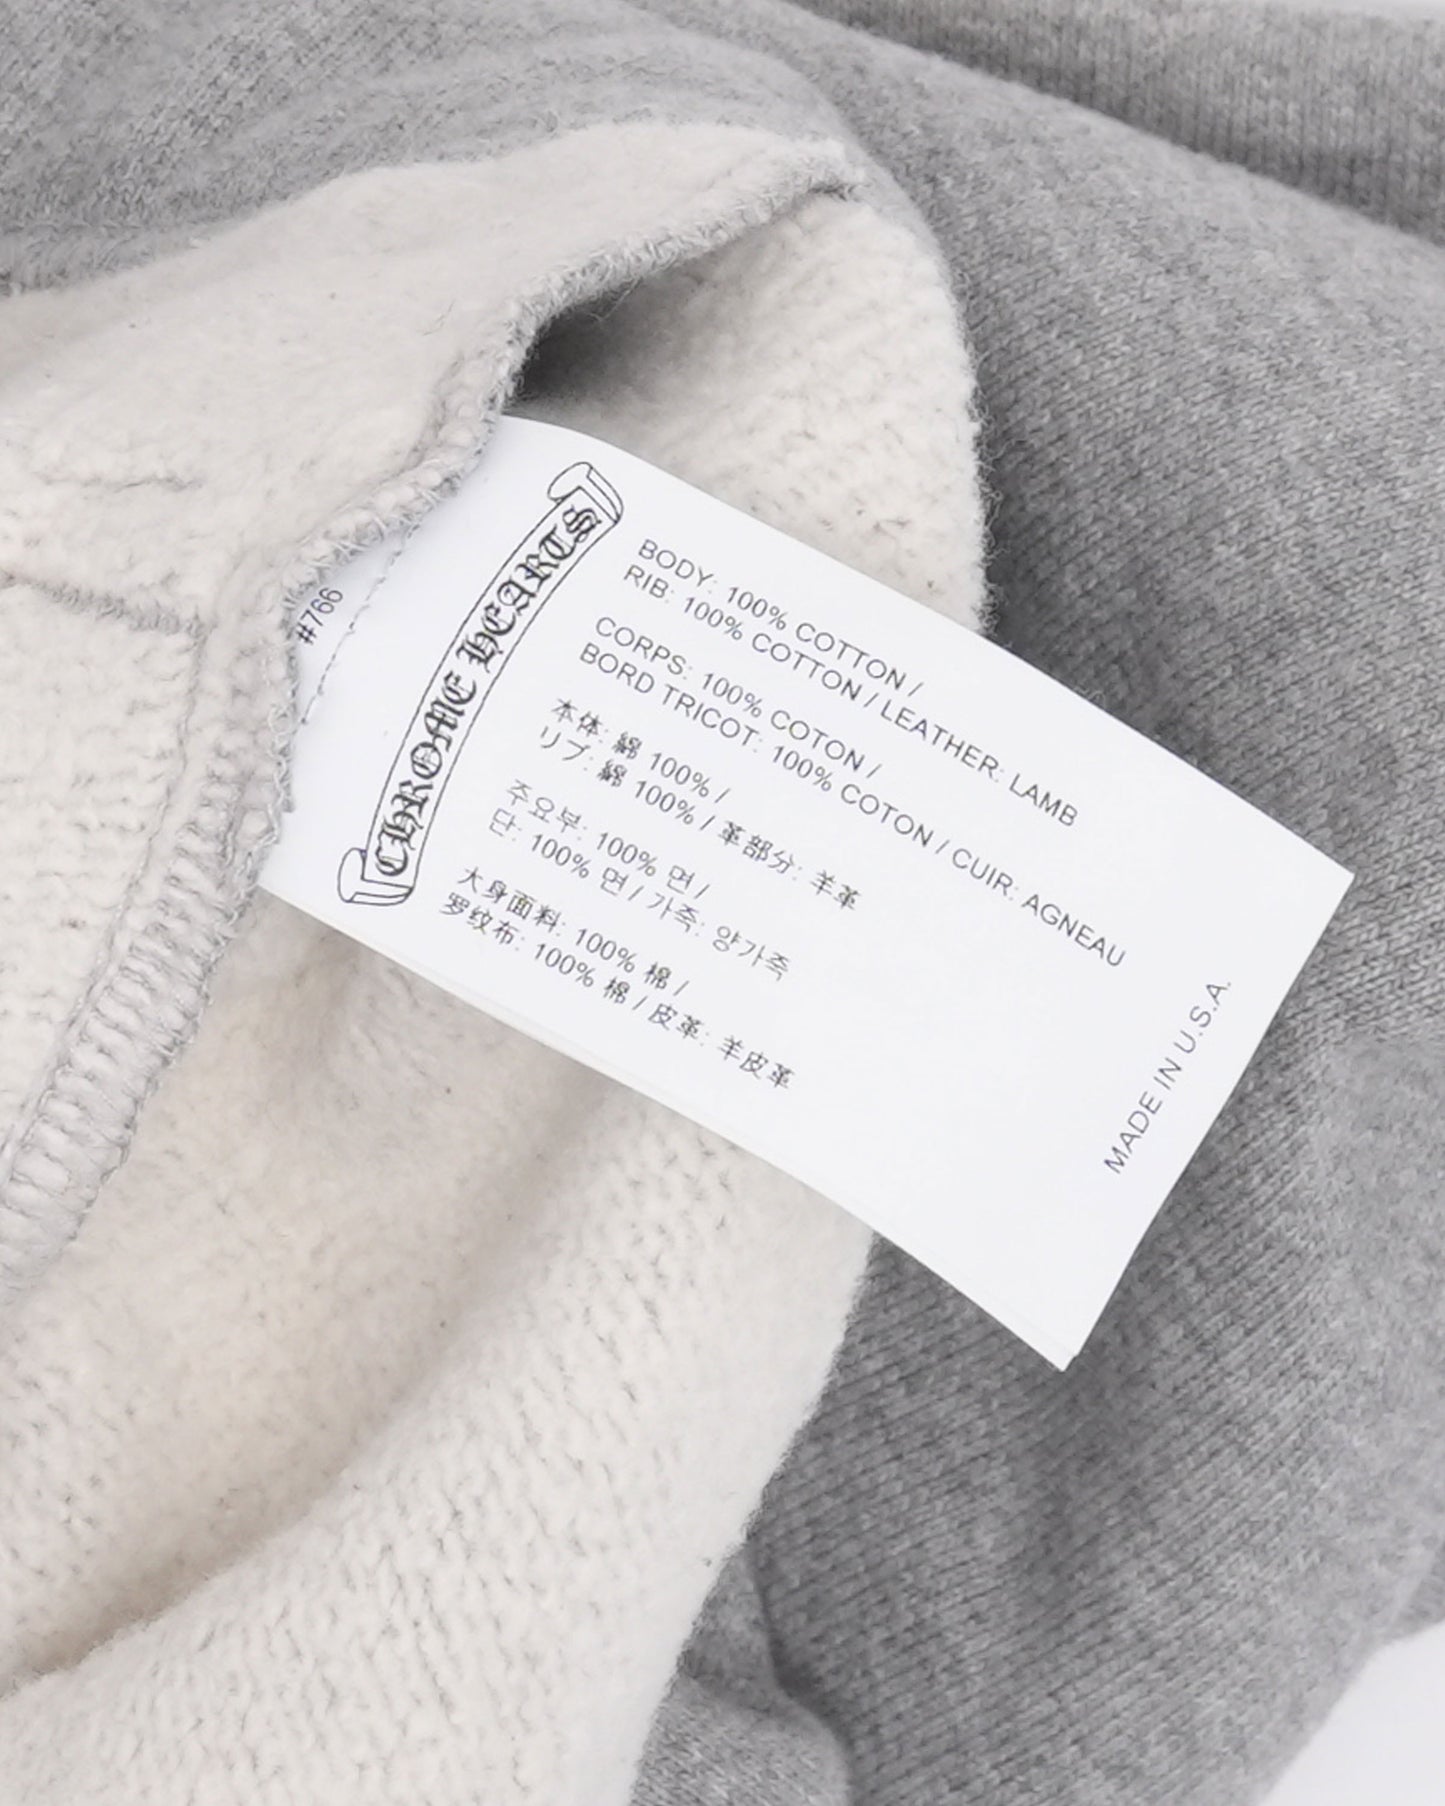 #766
CHROME HEARTS
BODY: 100% COTTON /
RIB: 100% COTTON / LEATHER: LAMB
CORPS: 100% COTON /
BORD TRICOT: 100% COTON / CUIR: AGNEAU
本体: 綿 100% /
リブ: 綿 100% / 革部分: 羊革
주요부: 100% 면 /
단: 100% 면 / 가죽: 양가죽
大身面料: 100% 棉 /
罗纹布: 100% 棉 / 皮革: 羊皮革
MADE IN U.S.A.